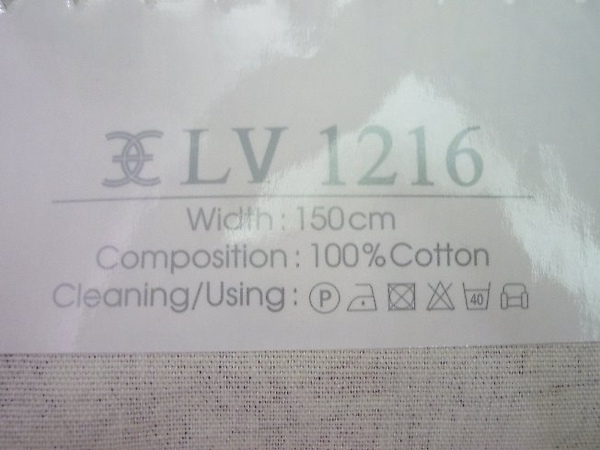 LV 1216
Width : 150cm
Composition : 100% Cotton
Cleaning/Using : P 40